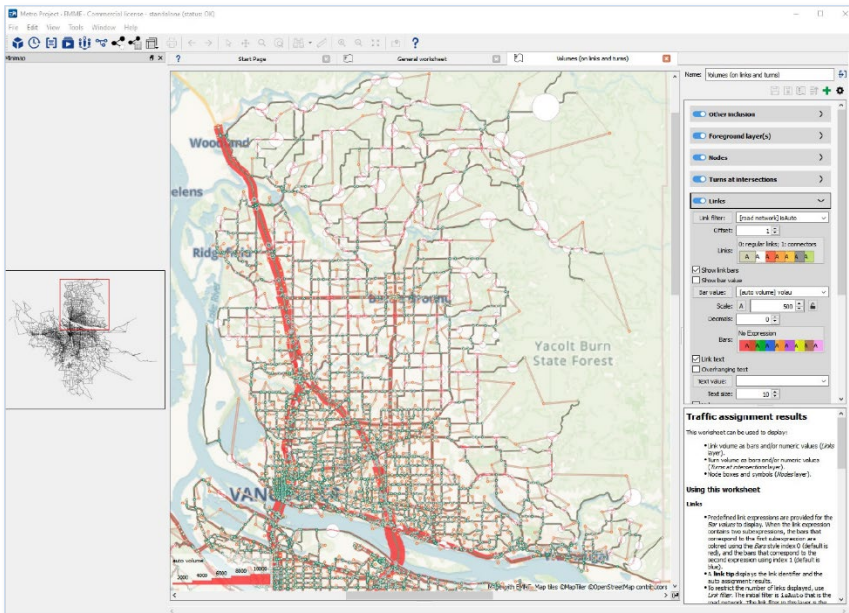 Metro Project - EMME - Commercial license - standalone (status: OK)
File Edit View Tools Window Help
Minimap
Start Page
General worksheet
Volumes (on links and turns)
Name: Volumes (on links and turns)
Other inclusion
Foreground layer(s)
Nodes
Turns at intersections
Links
Link filter: [road network] isAuto
Offset: 1
0: regular links; 1: connectors
Links: A A A A A A A
Show link bars
Show bar value
Bar value: [auto volume] volau
Scale: A 500
Decimals: 0
No Expression
Bars: A A A A A A A A
Link text
Overhanging text
Text value:
Text size: 10
Woodland
elens
Ridgefield
Yacolt Burn
State Forest
VANCOUVER
auto volume
2000 4000 6000 8000 10000
Map tiles ©MapTiler ©OpenStreetMap contributors
Traffic assignment results
This worksheet can be used to display:
Link volume as bars and/or numeric values (Links
layer).
Turn volume as bars and/or numeric values
(Turns at intersections layer).
Node boxes and symbols (Nodes layer).
Using this worksheet
Links
Predefined link expressions are provided for the
Bar values to display. When the link expression
contains two subexpressions, the bars that
correspond to the first subexpression are
colored using the Bars style index 0 (default is
red), and the bars that correspond to the
second expression using index 1 (default is
blue).
A link tip displays the link identifier and the
auto assignment results.
To restrict the number of links displayed, use
Link filter. The initial filter is isAuto that is the
road network. The link filter in this layer is the